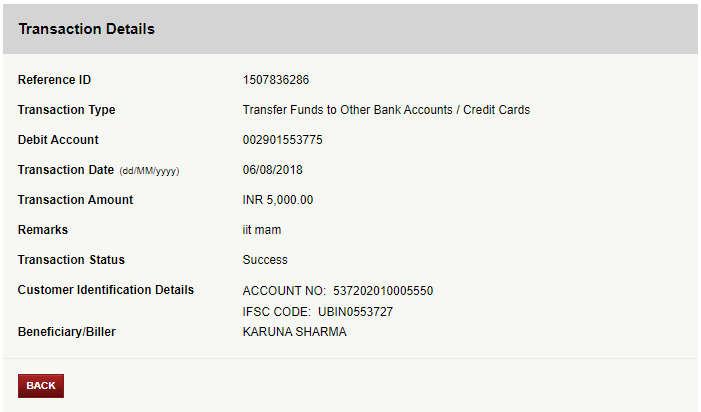 Transaction Details
Reference ID 1507836286
Transaction Type Transfer Funds to Other Bank Accounts / Credit Cards
Debit Account 002901553775
Transaction Date (dd/MM/yyyy) 06/08/2018
Transaction Amount INR 5,000.00
Remarks iit mam
Transaction Status Success
Customer Identification Details ACCOUNT NO: 537202010005550
IFSC CODE: UBIN0553727
Beneficiary/Biller KARUNA SHARMA
BACK